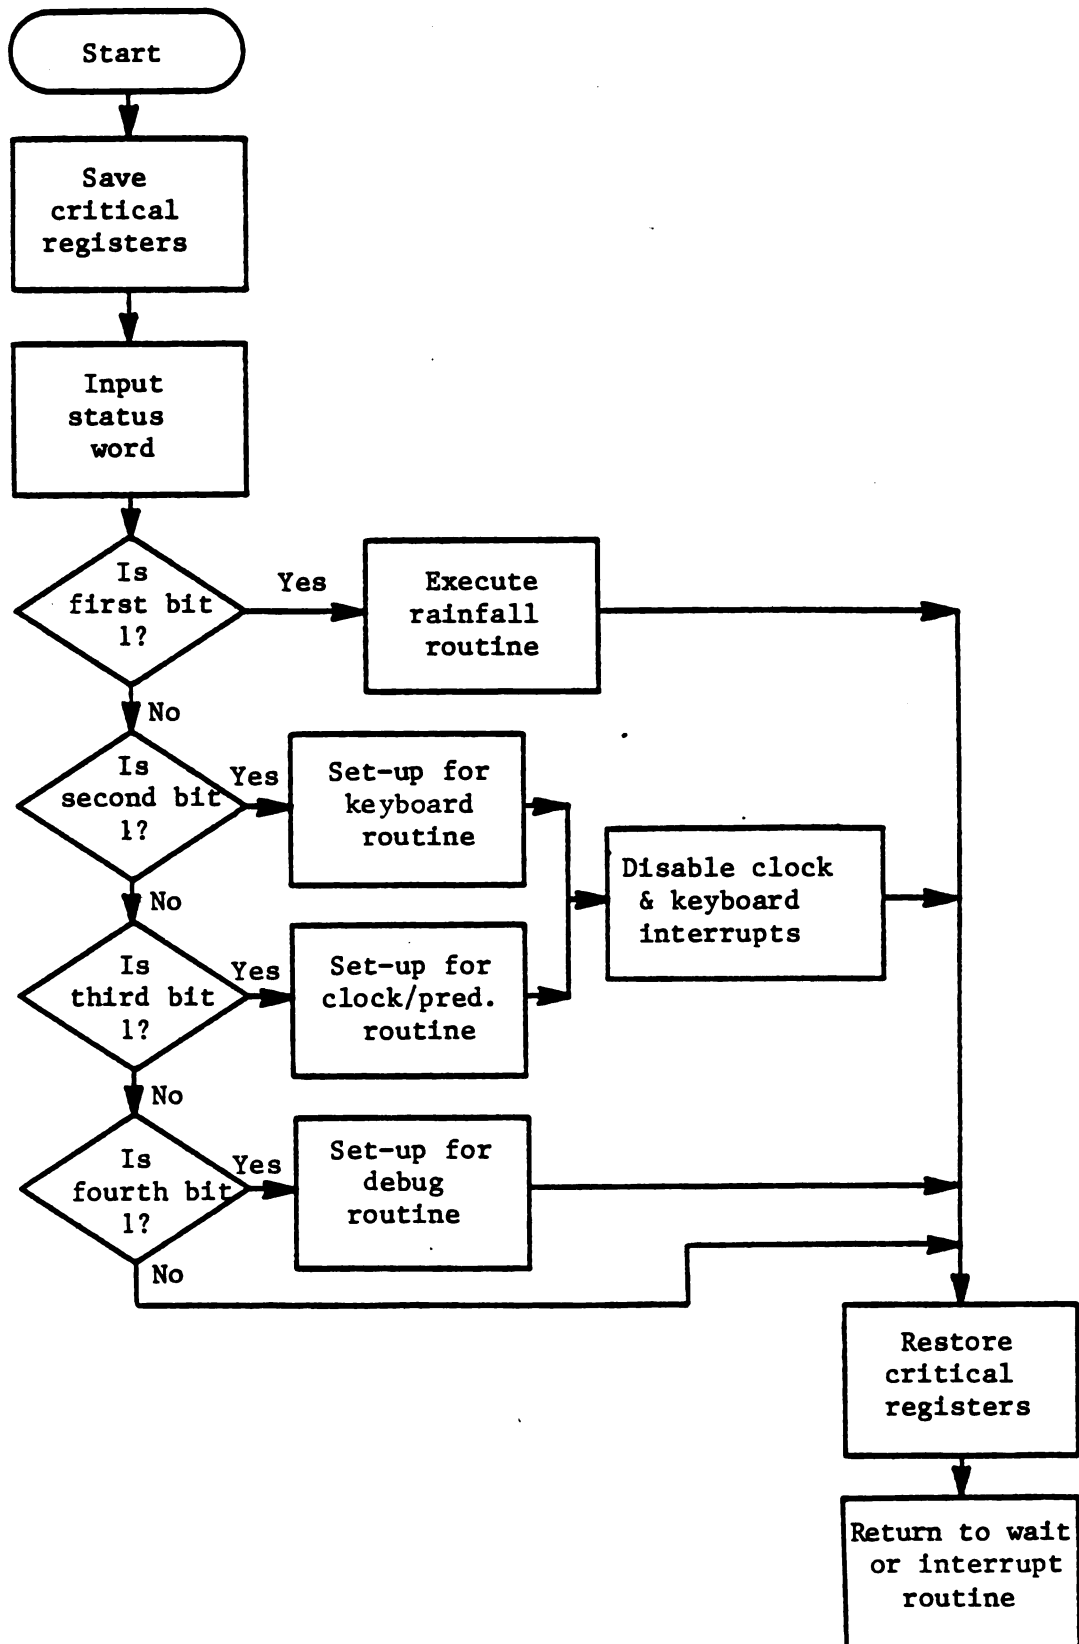 Start
Save
critical
registers
Input
status
word
Is
first bit
1?
Yes
Execute
rainfall
routine
No
Is
second bit
1?
Yes
Set-up for
keyboard
routine
Disable clock
& keyboard
interrupts
No
Is
third bit
1?
Yes
Set-up for
clock/pred.
routine
No
Is
fourth bit
1?
Yes
Set-up for
debug
routine
No
Restore
critical
registers
Return to wait
or interrupt
routine